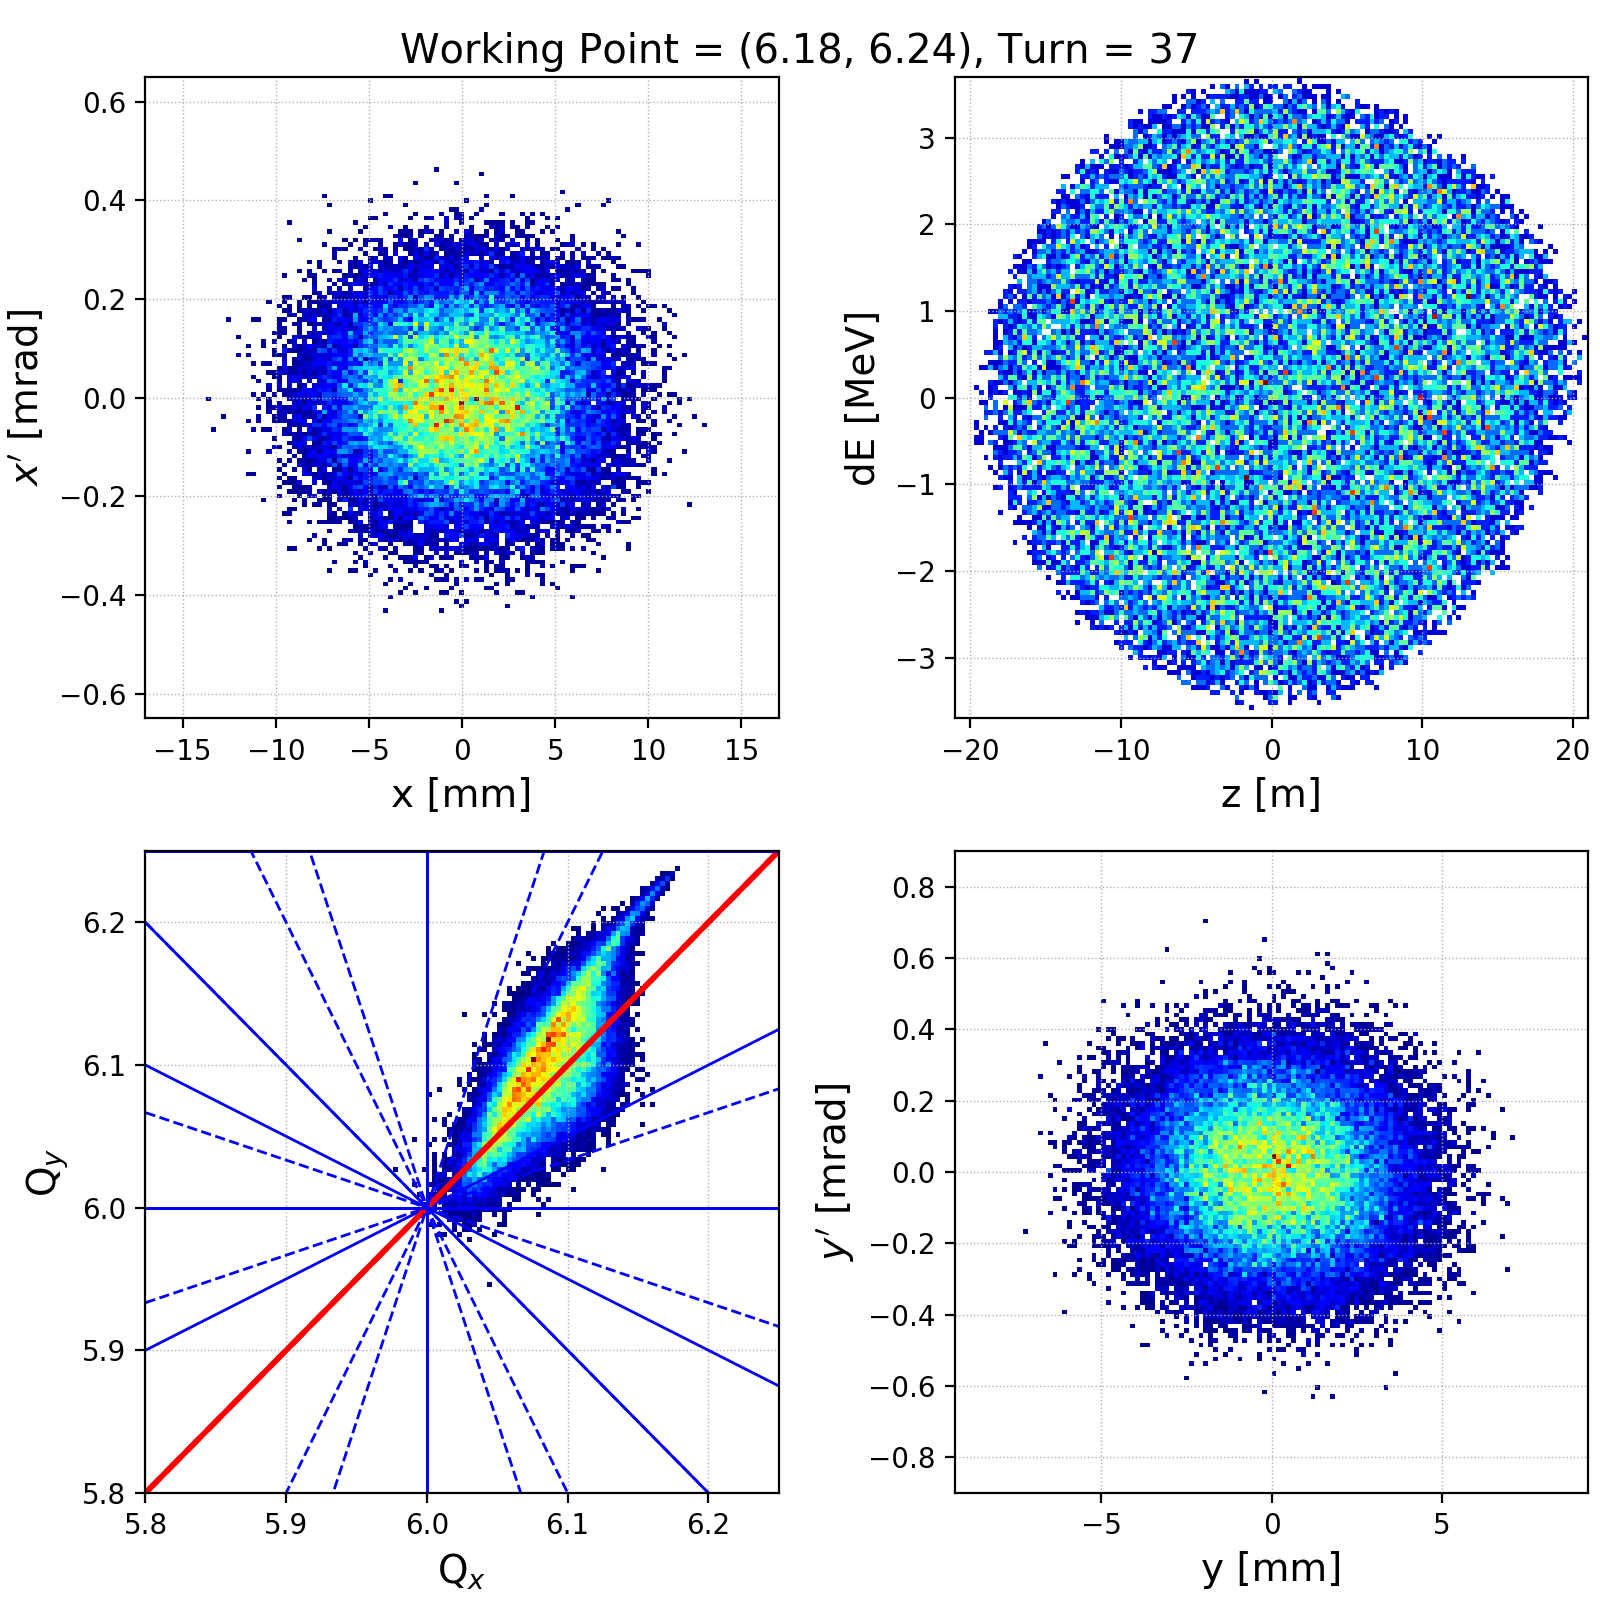 Working Point = (6.18, 6.24), Turn = 37
0.6
0.4
0.2
0.0
−0.2
−0.4
−0.6
x′ [mrad]
−15 −10 −5 0 5 10 15
x [mm]
3
2
1
0
−1
−2
−3
dE [MeV]
−20 −10 0 10 20
z [m]
6.2
6.1
6.0
5.9
5.8
Qy
5.8 5.9 6.0 6.1 6.2
Qx
0.8
0.6
0.4
0.2
0.0
−0.2
−0.4
−0.6
−0.8
y′ [mrad]
−5 0 5
y [mm]